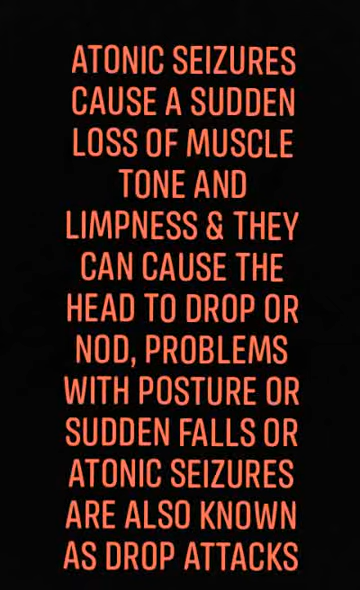 ATONIC SEIZURES
CAUSE A SUDDEN
LOSS OF MUSCLE
TONE AND
LIMPNESS & THEY
CAN CAUSE THE
HEAD TO DROP OR
NOD, PROBLEMS
WITH POSTURE OR
SUDDEN FALLS OR
ATONIC SEIZURES
ARE ALSO KNOWN
AS DROP ATTACKS